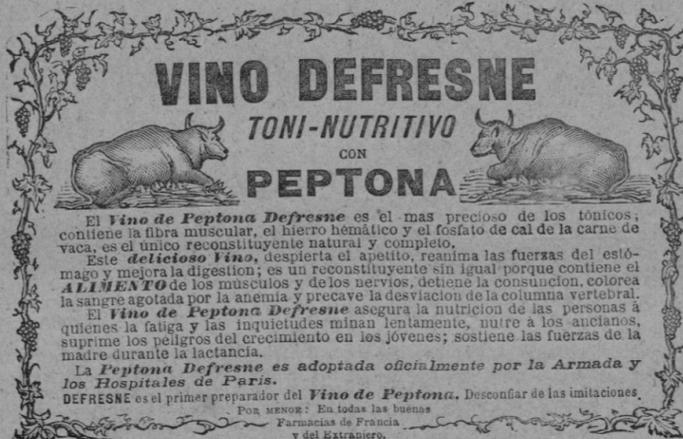 VINO DEFRESNE
TONI-NUTRITIVO
CON
PEPTONA
El Vino de Peptona Defresne es el mas precioso de los tónicos;
contiene la fibra muscular, el hierro hémático y el fosfato de cal de la carne de
vaca, es el único reconstituyente natural y completo.
Este delicioso Vino, despierta el apetito, reanima las fuerzas del estó-
mago y mejora la digestion; es un reconstituyente sin igual porque contiene el
ALIMENTO de los músculos y de los nervios, detiene la consuncion, colorea
la sangre agotada por la anemia y precave la desviacion de la columna vertebral.
El Vino de Peptona Defresne asegura la nutricion de las personas á
quienes la fatiga y las inquietudes minan lentamente, nutre á los ancianos,
suprime los peligros del crecimiento en los jóvenes; sostiene las fuerzas de la
madre durante la lactancia.
La Peptona Defresne es adoptada oficialmente por la Armada y
los Hospitales de Paris.
DEFRESNE es el primer preparador del Vino de Peptona. Desconfiar de las imitaciones.
POR MENOR: En todas las buenas
Farmacias de Francia
y del Extranjero.